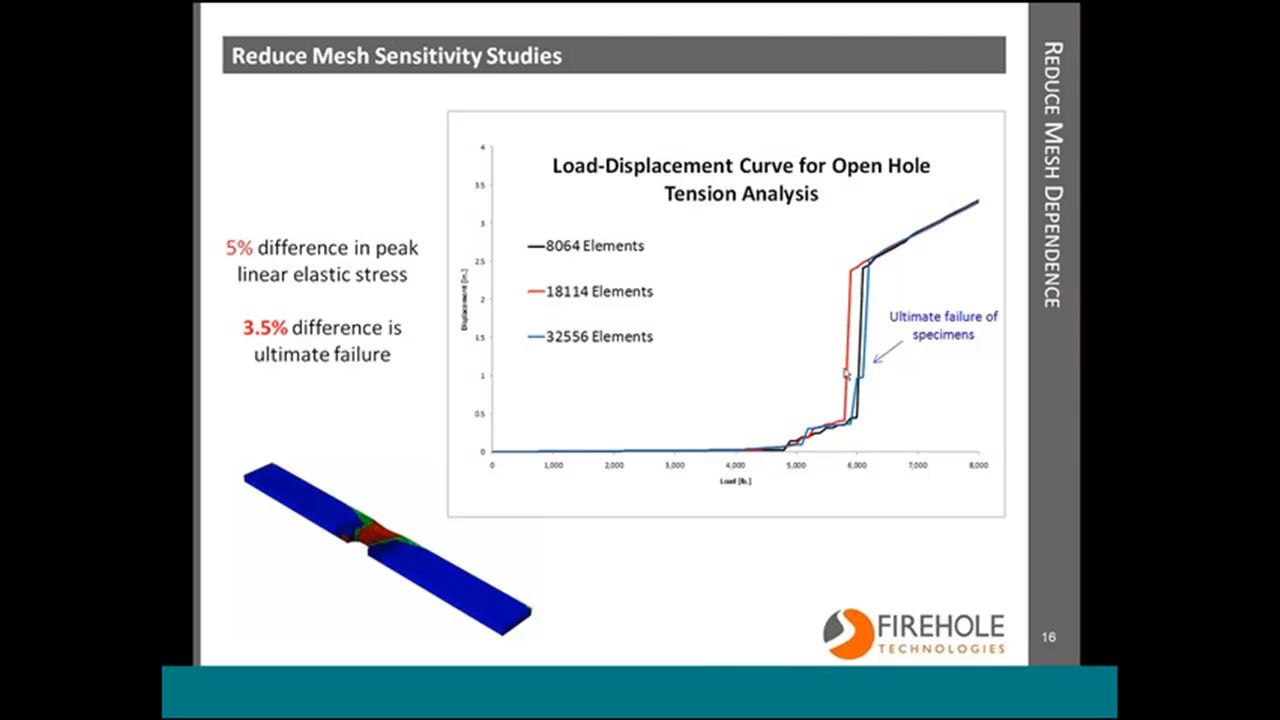 Reduce Mesh Sensitivity Studies
REDUCE MESH DEPENDENCE
5% difference in peak
linear elastic stress
3.5% difference is
ultimate failure
Load-Displacement Curve for Open Hole
Tension Analysis
8064 Elements
18114 Elements
32556 Elements
Ultimate failure of
specimens
Displacement [in.]
4
3.5
3
2.5
2
1.5
1
0.5
0
0 1,000 2,000 3,000 4,000 5,000 6,000 7,000 8,000
Load [lb.]
FIREHOLE
TECHNOLOGIES
16